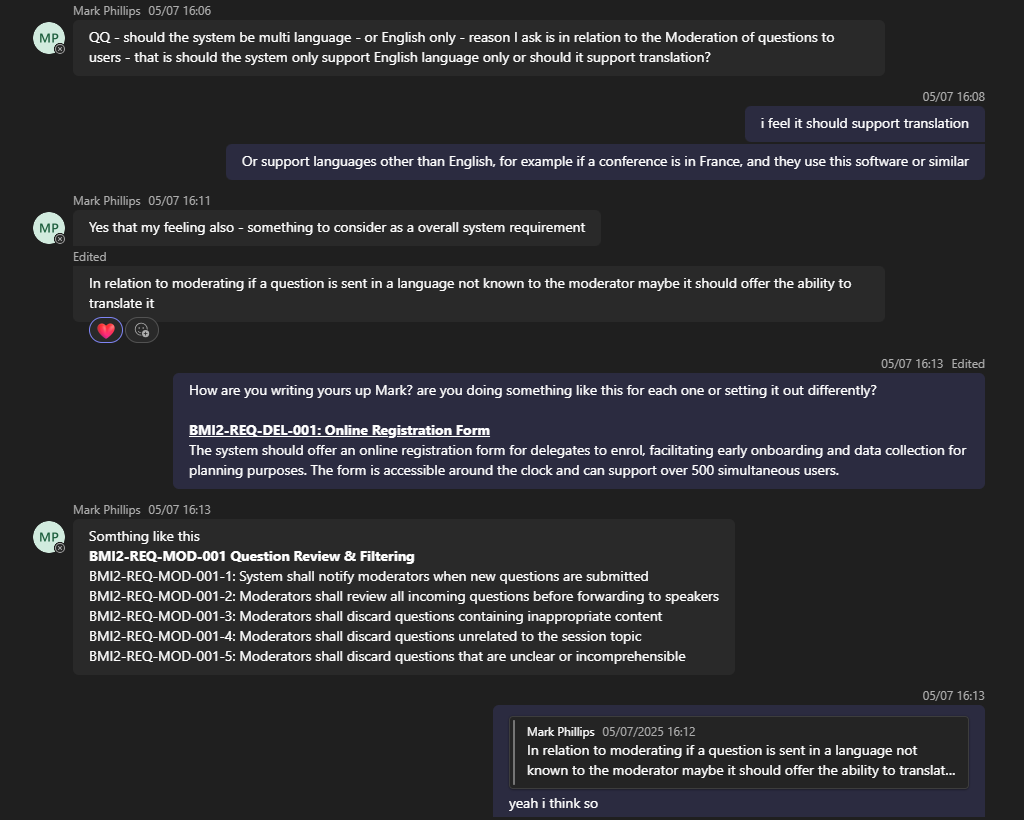 Mark Phillips 05/07 16:06
MP
QQ - should the system be multi language - or English only - reason I ask is in relation to the Moderation of questions to
users - that is should the system only support English language only or should it support translation?
05/07 16:08
i feel it should support translation
Or support languages other than English, for example if a conference is in France, and they use this software or similar
Mark Phillips 05/07 16:11
MP
Yes that my feeling also - something to consider as a overall system requirement
Edited
In relation to moderating if a question is sent in a language not known to the moderator maybe it should offer the ability to
translate it
05/07 16:13 Edited
How are you writing yours up Mark? are you doing something like this for each one or setting it out differently?
BMI2-REQ-DEL-001: Online Registration Form
The system should offer an online registration form for delegates to enrol, facilitating early onboarding and data collection for
planning purposes. The form is accessible around the clock and can support over 500 simultaneous users.
Mark Phillips 05/07 16:13
MP
Somthing like this
BMI2-REQ-MOD-001 Question Review & Filtering
BMI2-REQ-MOD-001-1: System shall notify moderators when new questions are submitted
BMI2-REQ-MOD-001-2: Moderators shall review all incoming questions before forwarding to speakers
BMI2-REQ-MOD-001-3: Moderators shall discard questions containing inappropriate content
BMI2-REQ-MOD-001-4: Moderators shall discard questions unrelated to the session topic
BMI2-REQ-MOD-001-5: Moderators shall discard questions that are unclear or incomprehensible
05/07 16:13
Mark Phillips 05/07/2025 16:12
In relation to moderating if a question is sent in a language not
known to the moderator maybe it should offer the ability to translat...
yeah i think so